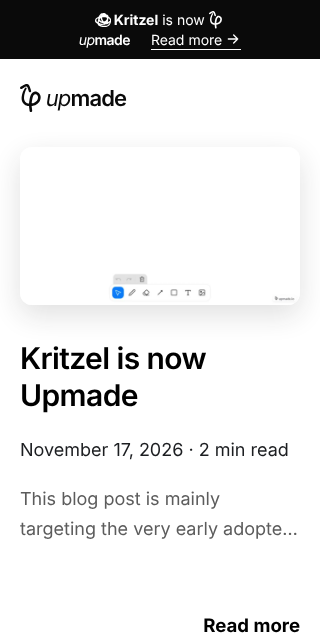 Kritzel is now
upmade Read more →
upmade
Kritzel is now
Upmade
November 17, 2026 · 2 min read
This blog post is mainly
targeting the very early adopte...
Read more